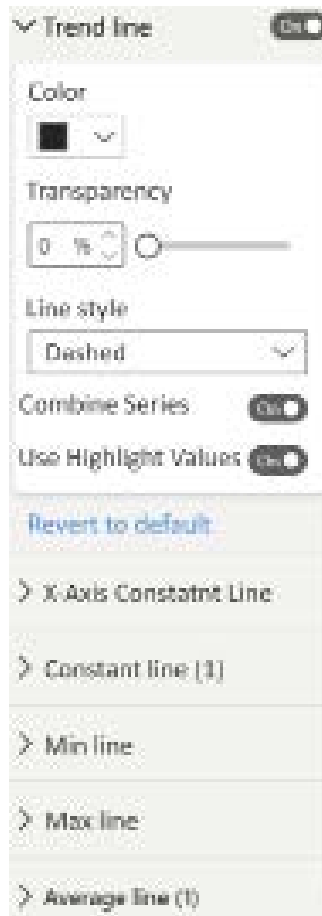 Trend line On
Color
Transparency
0 %
Line style
Dashed
Combine Series On
Use Highlight Values On
Revert to default
X-Axis Constatnt Line
Constant line (1)
Min line
Max line
Average line (1)